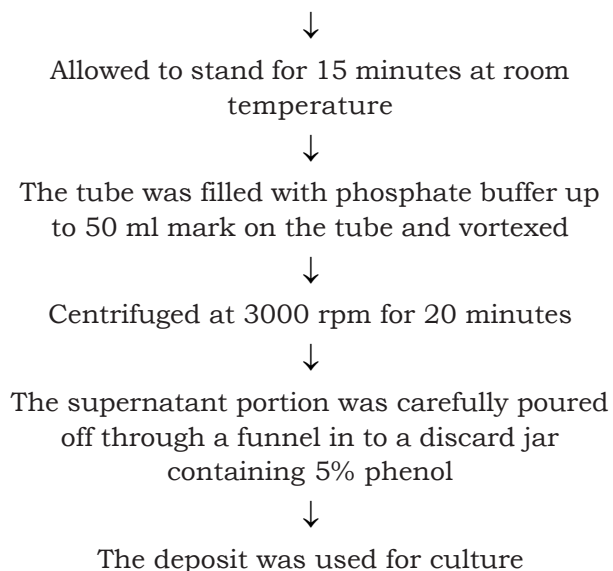 ↓
Allowed to stand for 15 minutes at room
temperature
↓
The tube was filled with phosphate buffer up
to 50 ml mark on the tube and vortexed
↓
Centrifuged at 3000 rpm for 20 minutes
↓
The supernatant portion was carefully poured
off through a funnel in to a discard jar
containing 5% phenol
↓
The deposit was used for culture